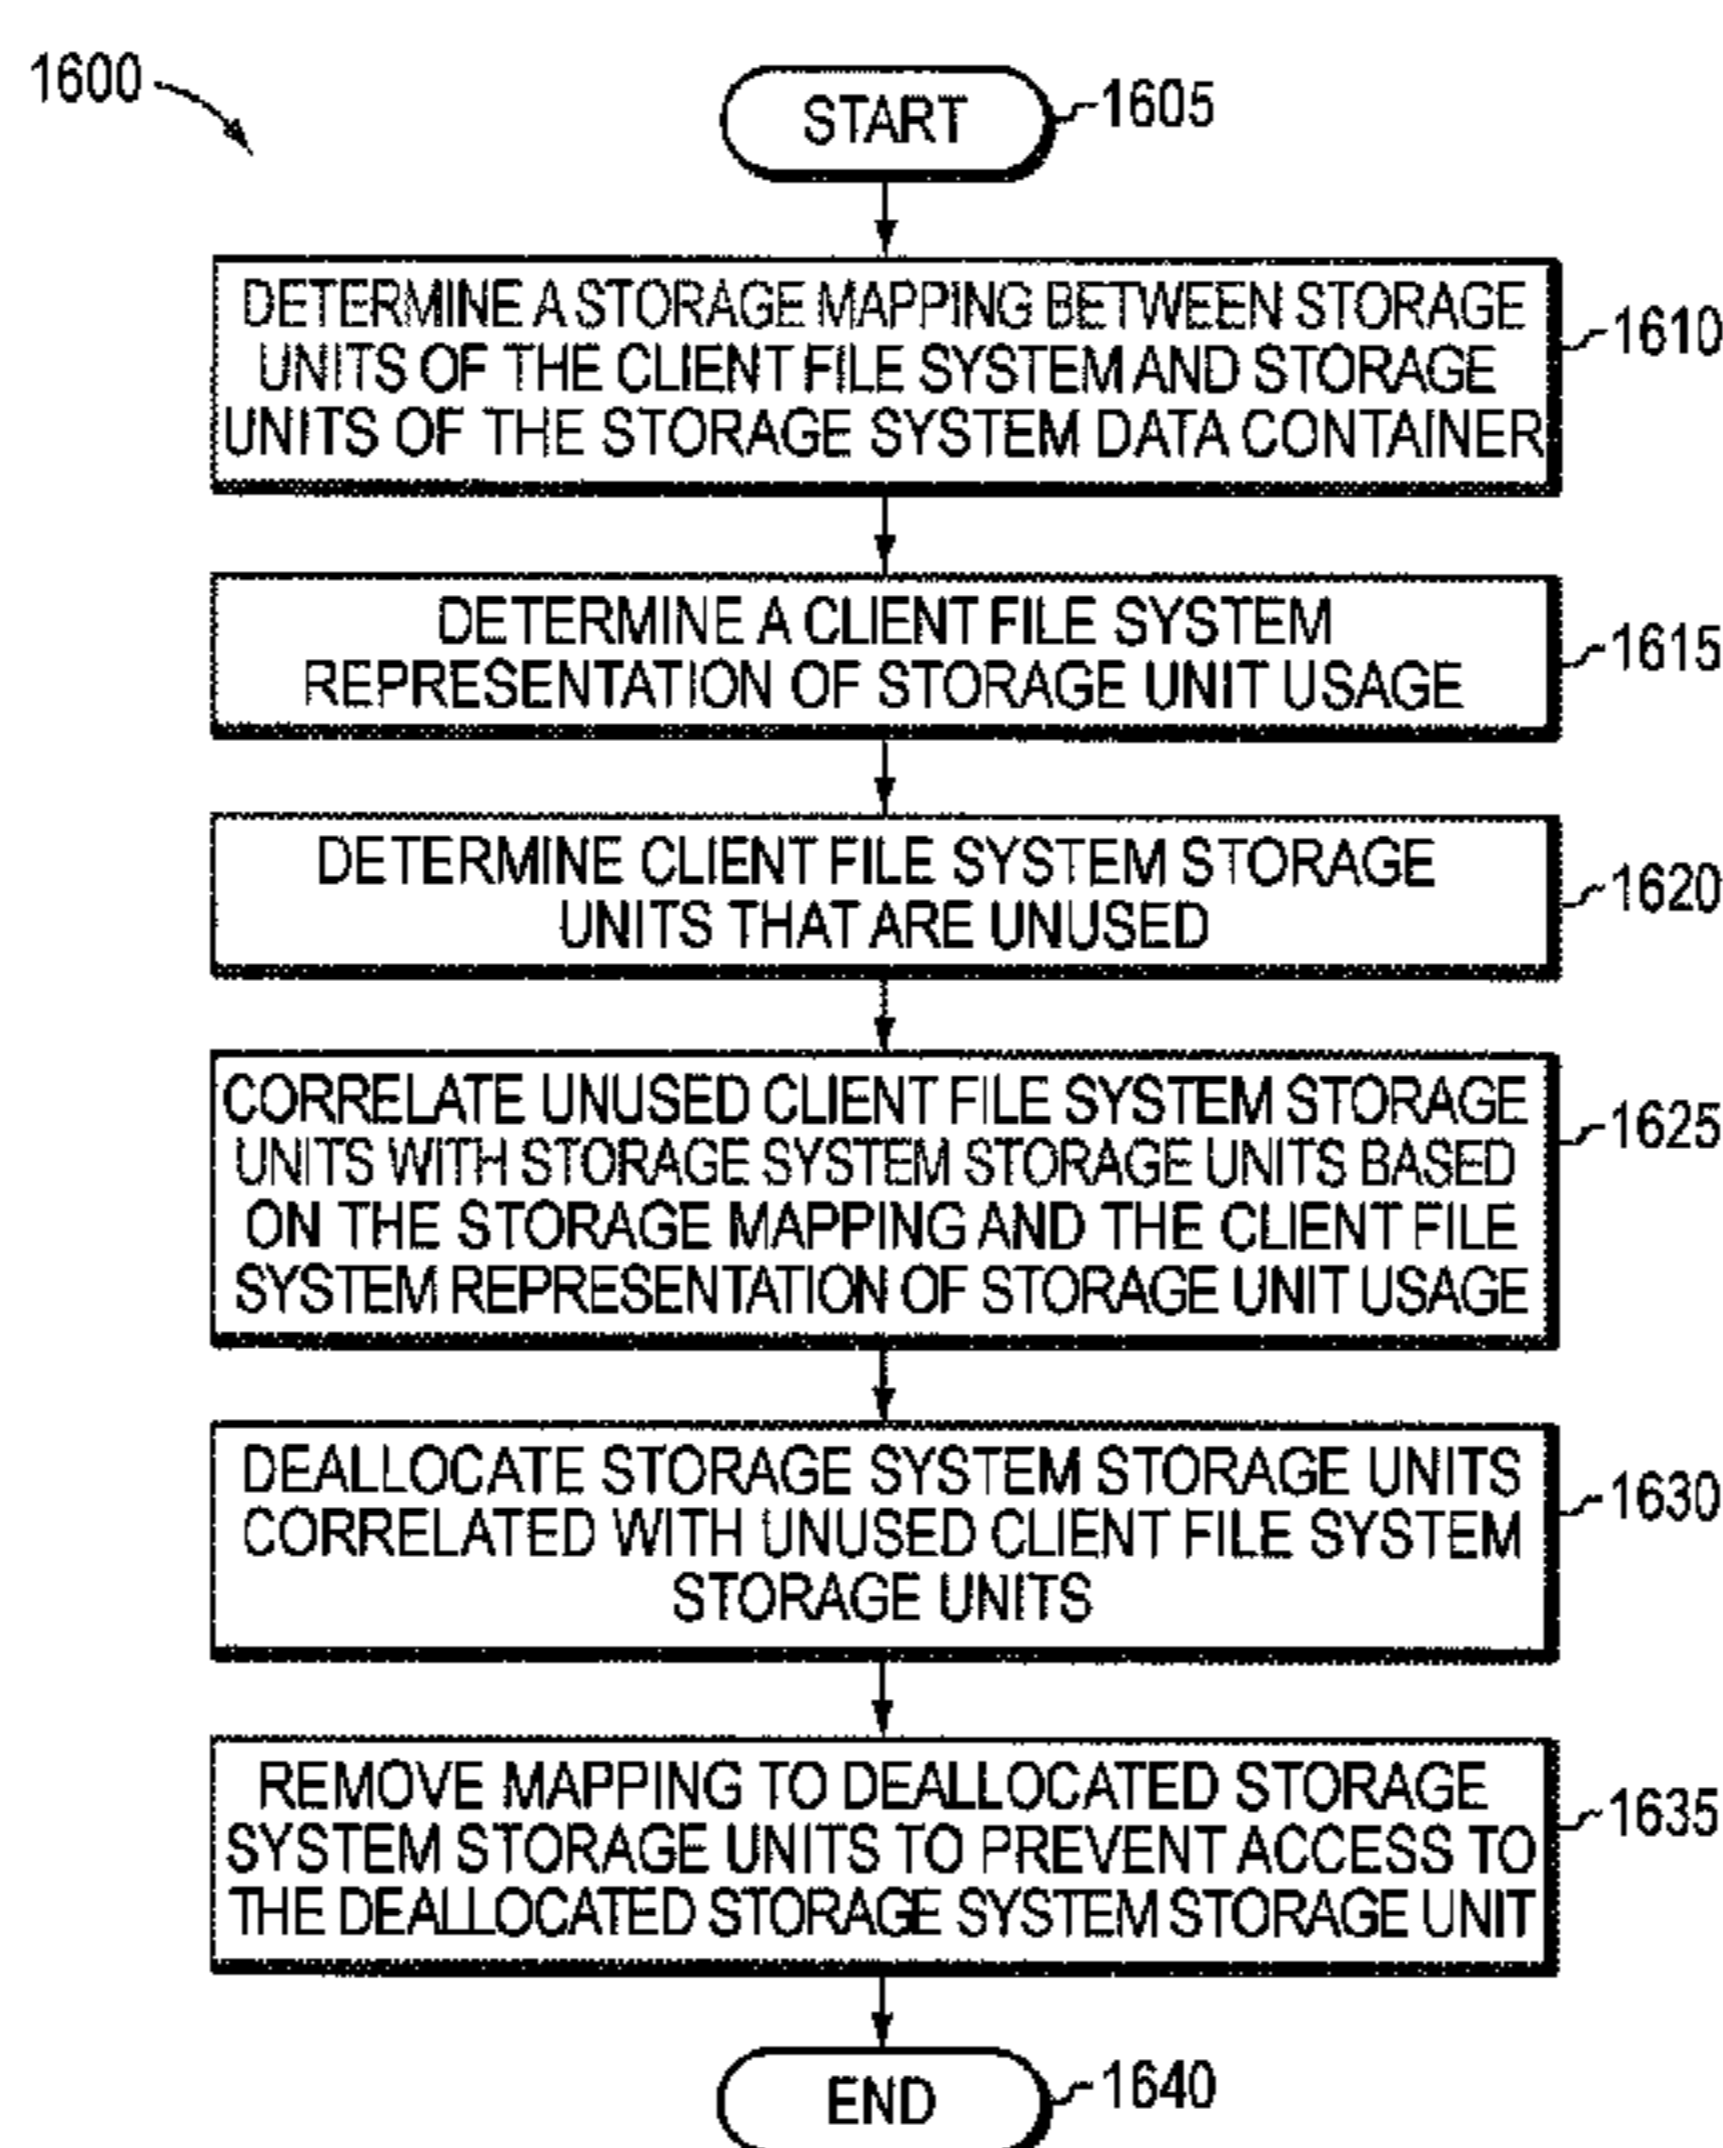 1600
START
1605
DETERMINE A STORAGE MAPPING BETWEEN STORAGE
UNITS OF THE CLIENT FILE SYSTEM AND STORAGE
UNITS OF THE STORAGE SYSTEM DATA CONTAINER
1610
DETERMINE A CLIENT FILE SYSTEM
REPRESENTATION OF STORAGE UNIT USAGE
1615
DETERMINE CLIENT FILE SYSTEM STORAGE
UNITS THAT ARE UNUSED
1620
CORRELATE UNUSED CLIENT FILE SYSTEM STORAGE
UNITS WITH STORAGE SYSTEM STORAGE UNITS BASED
ON THE STORAGE MAPPING AND THE CLIENT FILE
SYSTEM REPRESENTATION OF STORAGE UNIT USAGE
1625
DEALLOCATE STORAGE SYSTEM STORAGE UNITS
CORRELATED WITH UNUSED CLIENT FILE SYSTEM
STORAGE UNITS
1630
REMOVE MAPPING TO DEALLOCATED STORAGE
SYSTEM STORAGE UNITS TO PREVENT ACCESS TO
THE DEALLOCATED STORAGE SYSTEM STORAGE UNIT
1635
END
1640